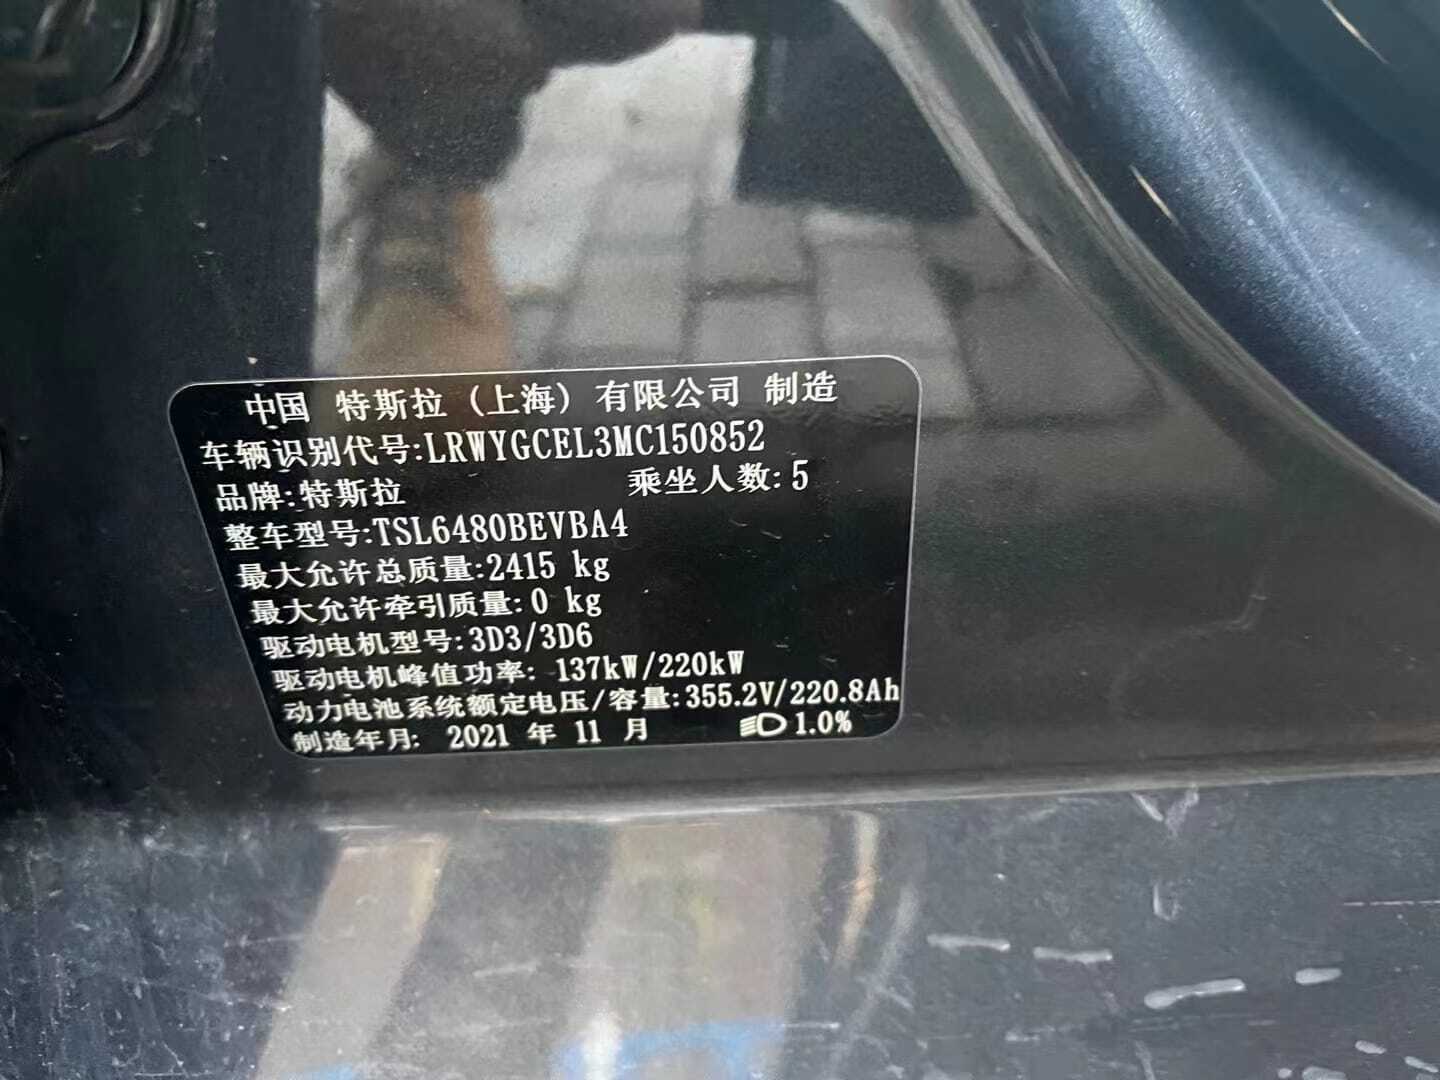 中国 特斯拉 (上海) 有限公司 制造
车辆识别代号:LRWYGCEL3MC150852
品牌:特斯拉 乘坐人数:5
整车型号:TSL6480BEVBA4
最大允许总质量:2415 kg
最大允许牵引质量:0 kg
驱动电机型号:3D3/3D6
驱动电机峰值功率: 137kW/220kW
动力电池系统额定电压/容量:355.2V/220.8Ah
制造年月: 2021 年 11 月 1.0%